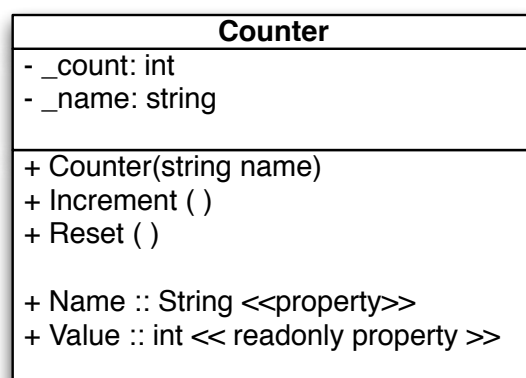 Counter
- _count: int
- _name: string
+ Counter(string name)
+ Increment ( )
+ Reset ( )
+ Name :: String <<property>>
+ Value :: int << readonly property >>